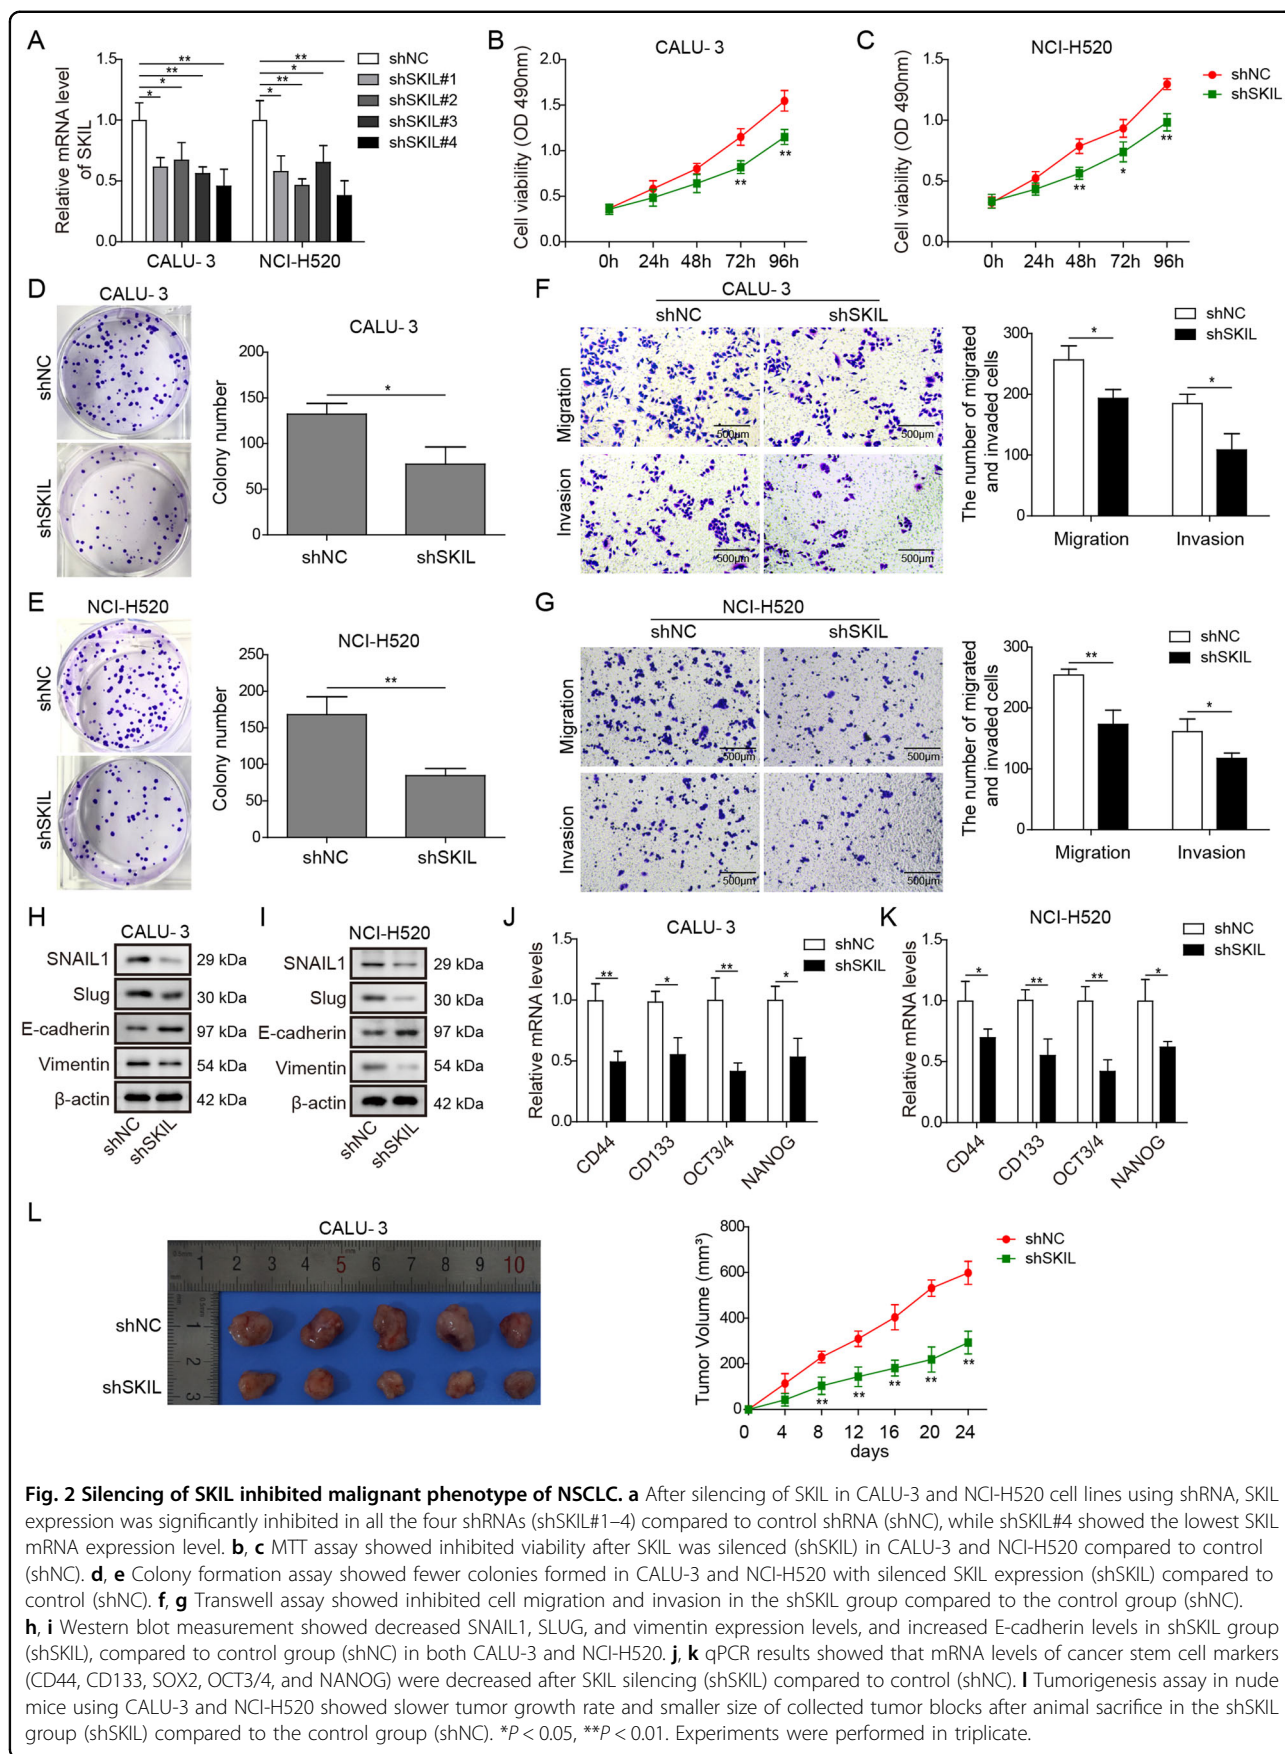 A
Relative mRNA level
of SKIL
1.5
1.0
0.5
0.0
**
**
*
*
**
*
**
*
CALU- 3
NCI-H520
shNC
shSKIL#1
shSKIL#2
shSKIL#3
shSKIL#4
B
CALU- 3
Cell viability (OD 490nm)
2.0
1.5
1.0
0.5
0.0
**
**
0h 24h 48h 72h 96h
C
NCI-H520
Cell viability (OD 490nm)
1.5
1.0
0.5
0.0
**
*
**
0h 24h 48h 72h 96h
shNC
shSKIL
D
CALU- 3
shNC
shSKIL
CALU- 3
Colony number
200
150
100
50
0
*
shNC shSKIL
E
NCI-H520
shNC
shSKIL
NCI-H520
Colony number
250
200
150
100
50
0
**
shNC shSKIL
F
CALU- 3
shNC shSKIL
Migration
Invasion
500μm
500μm
500μm
500μm
The number of migrated
and invaded cells
300
200
100
0
*
*
Migration Invasion
shNC
shSKIL
G
NCI-H520
shNC shSKIL
Migration
Invasion
500μm
500μm
500μm
500μm
The number of migrated
and invaded cells
300
200
100
0
**
*
Migration Invasion
shNC
shSKIL
H
CALU- 3
SNAIL1 29 kDa
Slug 30 kDa
E-cadherin 97 kDa
Vimentin 54 kDa
β-actin 42 kDa
shNC shSKIL
I
NCI-H520
SNAIL1 29 kDa
Slug 30 kDa
E-cadherin 97 kDa
Vimentin 54 kDa
β-actin 42 kDa
shNC shSKIL
J
CALU- 3
Relative mRNA levels
1.5
1.0
0.5
0.0
** * ** *
CD44 CD133 OCT3/4 NANOG
shNC
shSKIL
K
NCI-H520
Relative mRNA levels
1.5
1.0
0.5
0.0
* ** ** *
CD44 CD133 OCT3/4 NANOG
shNC
shSKIL
L
CALU- 3
1 2 3 4 5 6 7 8 9 10
1
2
3
shNC
shSKIL
Tumor Volume (mm³)
800
600
400
200
0
** ** ** ** **
0 4 8 12 16 20 24
days
shNC
shSKIL
Fig. 2 Silencing of SKIL inhibited malignant phenotype of NSCLC. a After silencing of SKIL in CALU-3 and NCI-H520 cell lines using shRNA, SKIL
expression was significantly inhibited in all the four shRNAs (shSKIL#1–4) compared to control shRNA (shNC), while shSKIL#4 showed the lowest SKIL
mRNA expression level. b, c MTT assay showed inhibited viability after SKIL was silenced (shSKIL) in CALU-3 and NCI-H520 compared to control
(shNC). d, e Colony formation assay showed fewer colonies formed in CALU-3 and NCI-H520 with silenced SKIL expression (shSKIL) compared to
control (shNC). f, g Transwell assay showed inhibited cell migration and invasion in the shSKIL group compared to the control group (shNC).
h, i Western blot measurement showed decreased SNAIL1, SLUG, and vimentin expression levels, and increased E-cadherin levels in shSKIL group
(shSKIL), compared to control group (shNC) in both CALU-3 and NCI-H520. j, k qPCR results showed that mRNA levels of cancer stem cell markers
(CD44, CD133, SOX2, OCT3/4, and NANOG) were decreased after SKIL silencing (shSKIL) compared to control (shNC). l Tumorigenesis assay in nude
mice using CALU-3 and NCI-H520 showed slower tumor growth rate and smaller size of collected tumor blocks after animal sacrifice in the shSKIL
group (shSKIL) compared to the control group (shNC). *P < 0.05, **P < 0.01. Experiments were performed in triplicate.